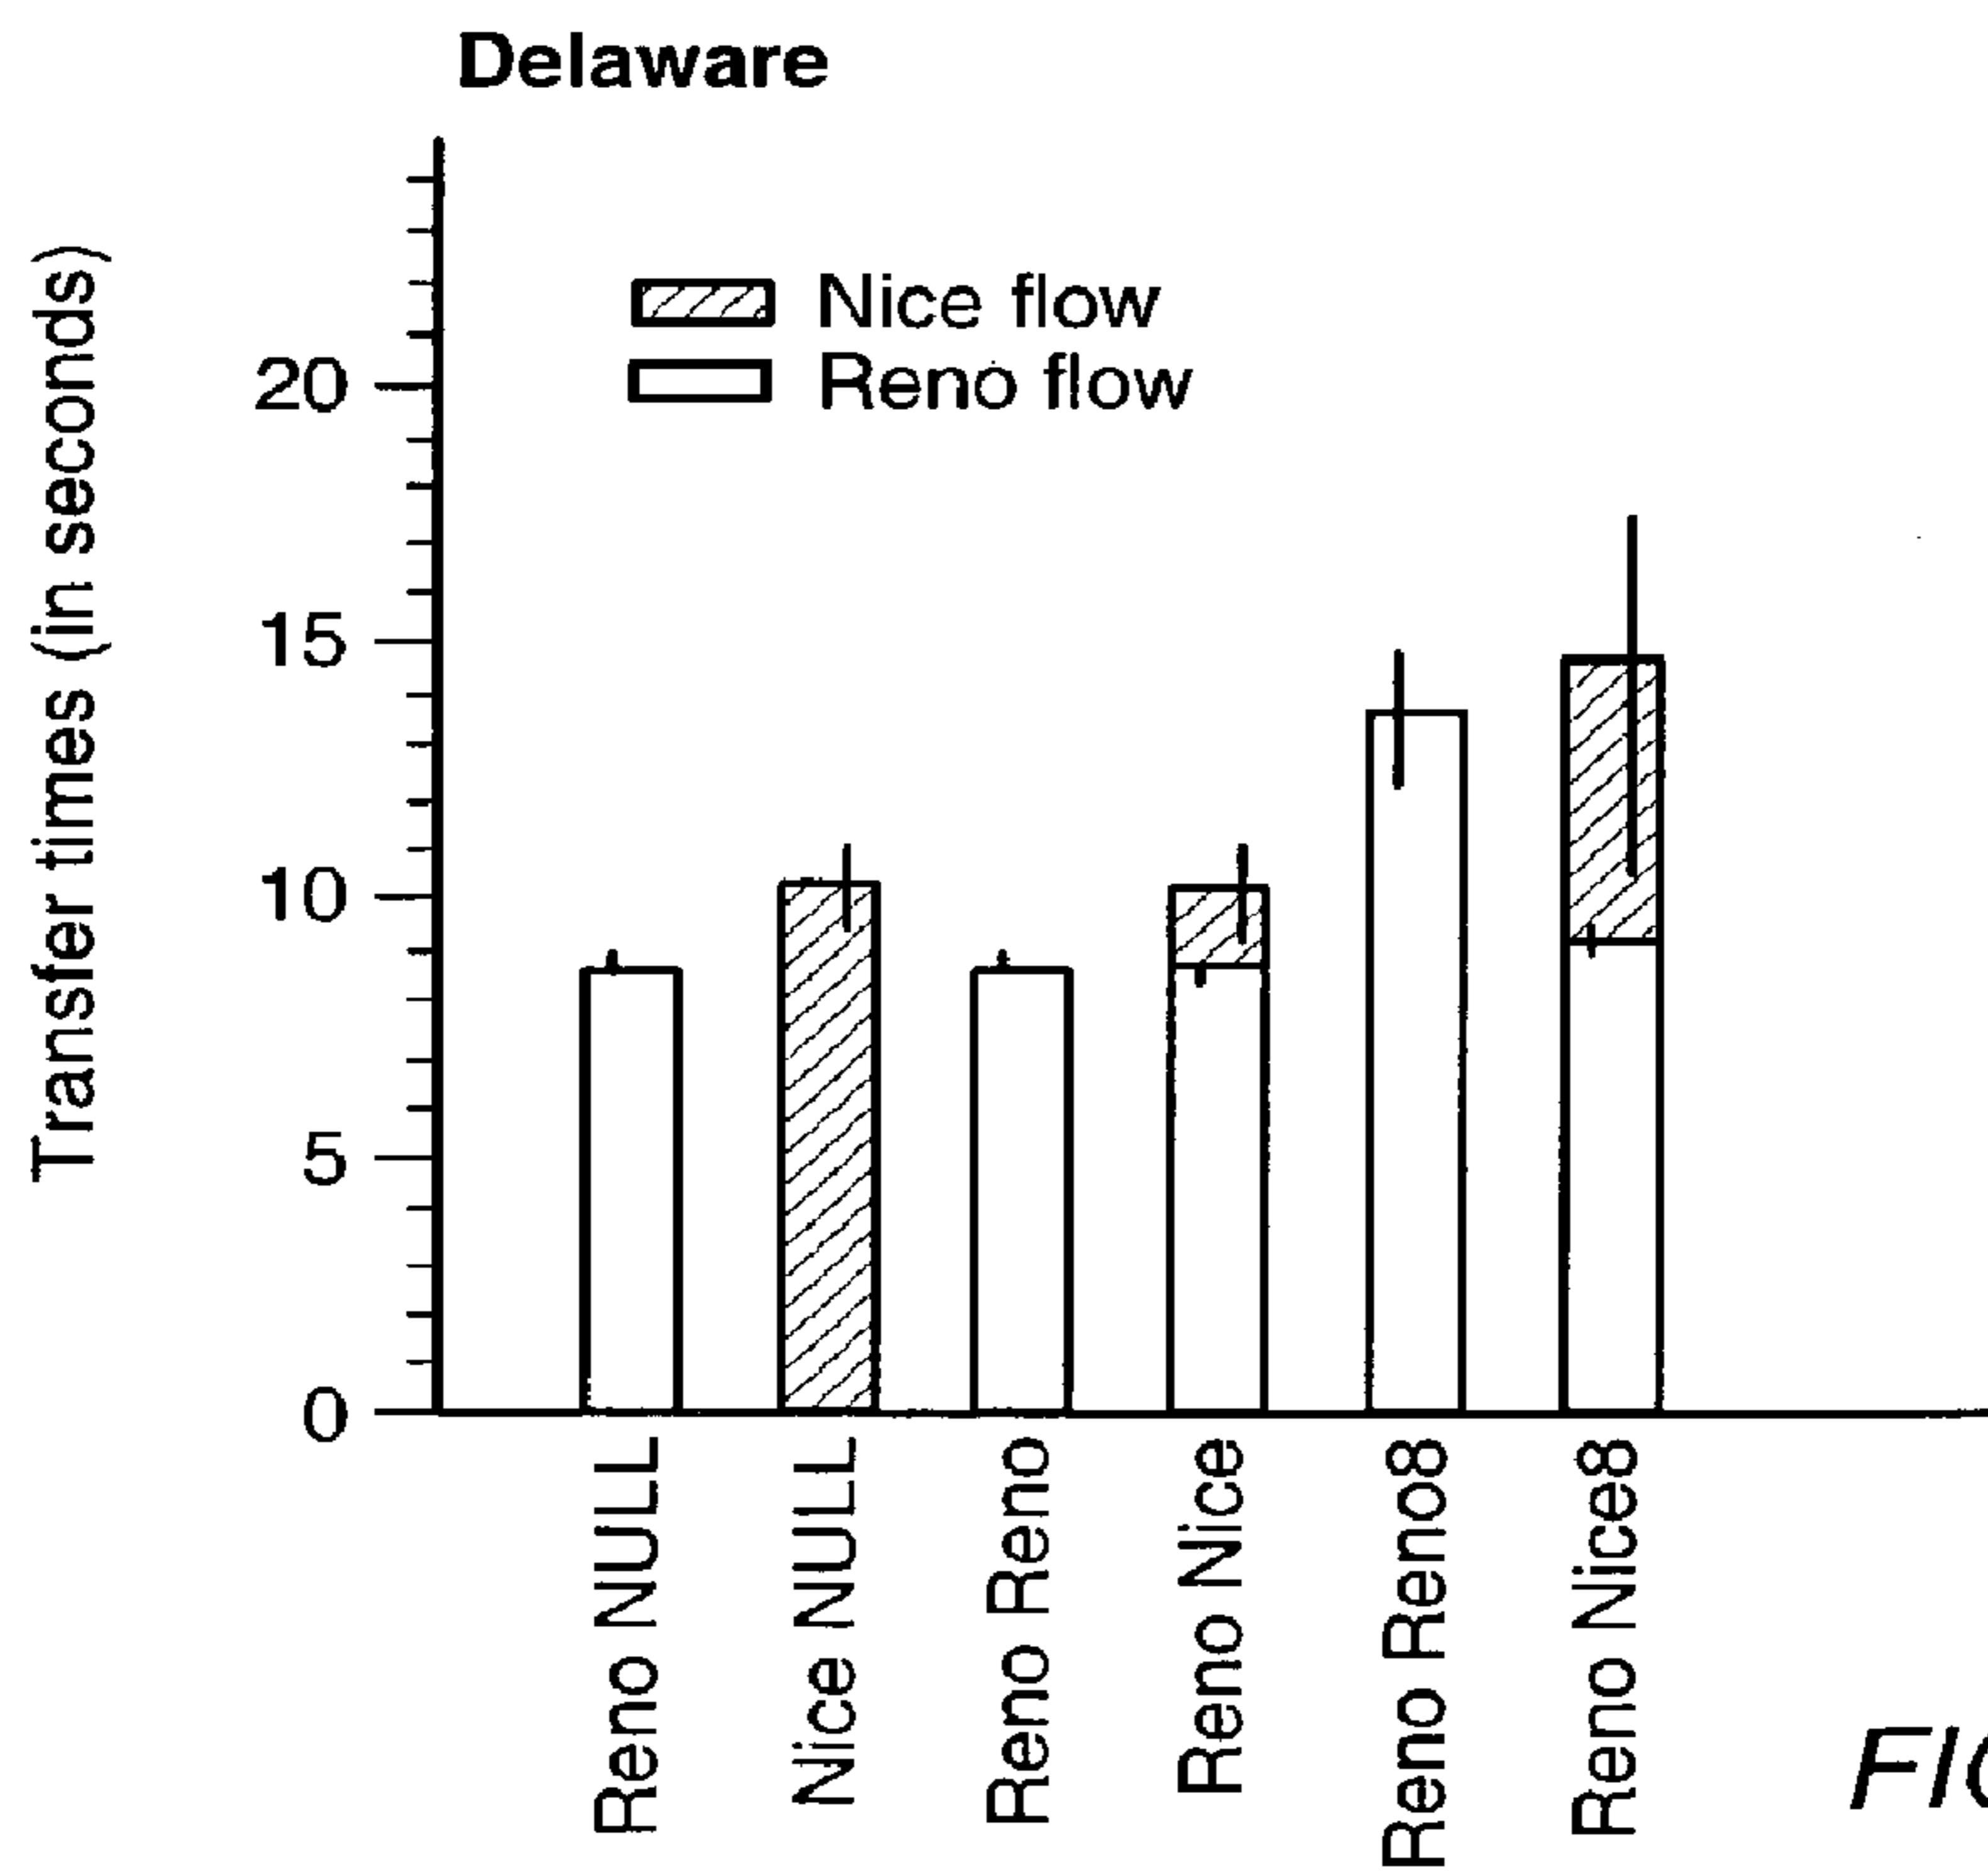 Delaware
Transfer times (in seconds)
Nice flow
Reno flow
20
15
10
5
0
Reno NULL
Nice NULL
Reno Reno
Reno Nice
Reno Reno8
Reno Nice8